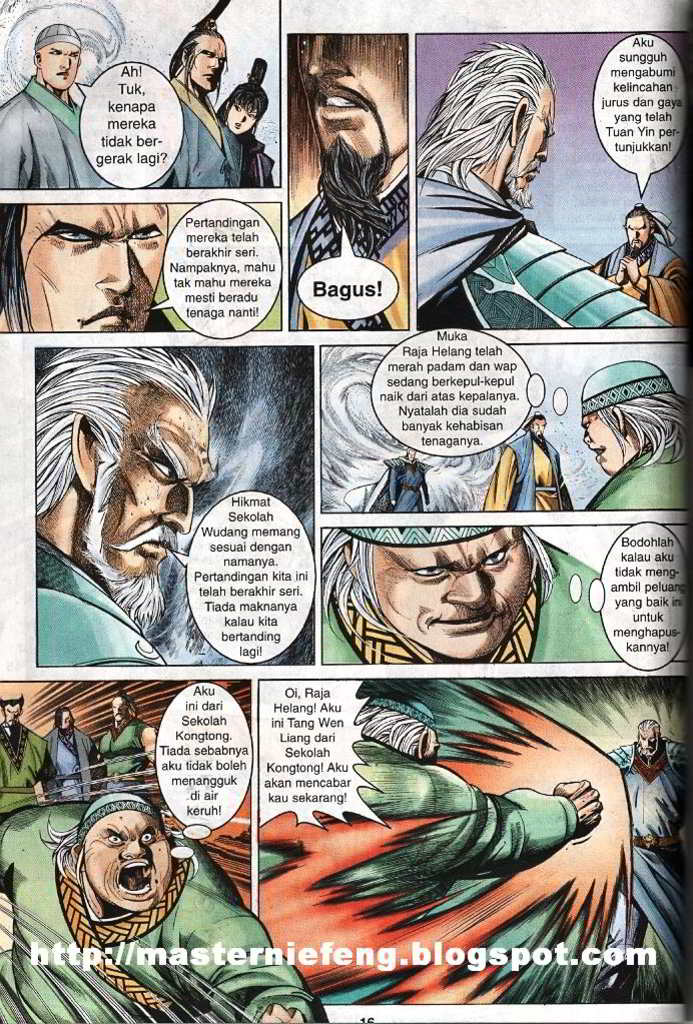 Ah!
Tuk,
kenapa
mereka
tidak ber-
gerak lagi?
Bagus!
Aku
sungguh
mengabumi
kelincahan
jurus dan gaya
yang telah
Tuan Yin per-
tunjukkan!
Pertandingan
mereka telah
berakhir seri.
Nampaknya, mahu
tak mahu mereka
mesti beradu
tenaga nanti!
Hikmat
Sekolah
Wudang memang
sesuai dengan
namanya.
Pertandingan kita ini
telah berakhir seri.
Tiada maknanya
kalau kita
bertanding
lagi!
Muka
Raja Helang telah
merah padam dan wap
sedang berkepul-kepul
naik dari atas kepalanya.
Nyatalah dia sudah
banyak kehabisan
tenaganya.
Bodohlah
kalau aku
tidak meng-
ambil peluang
yang baik ini
untuk
menghapus-
kannya!
Aku
ini dari
Sekolah
Kongtong.
Tiada sebabnya
aku tidak boleh
menangguk
di air
keruh!
Oi, Raja
Helang! Aku
ini Tang Wen
Liang dari
Sekolah
Kongtong! Aku
akan mencabar
kau sekarang!
http://masterniefeng.blogspot.com
16